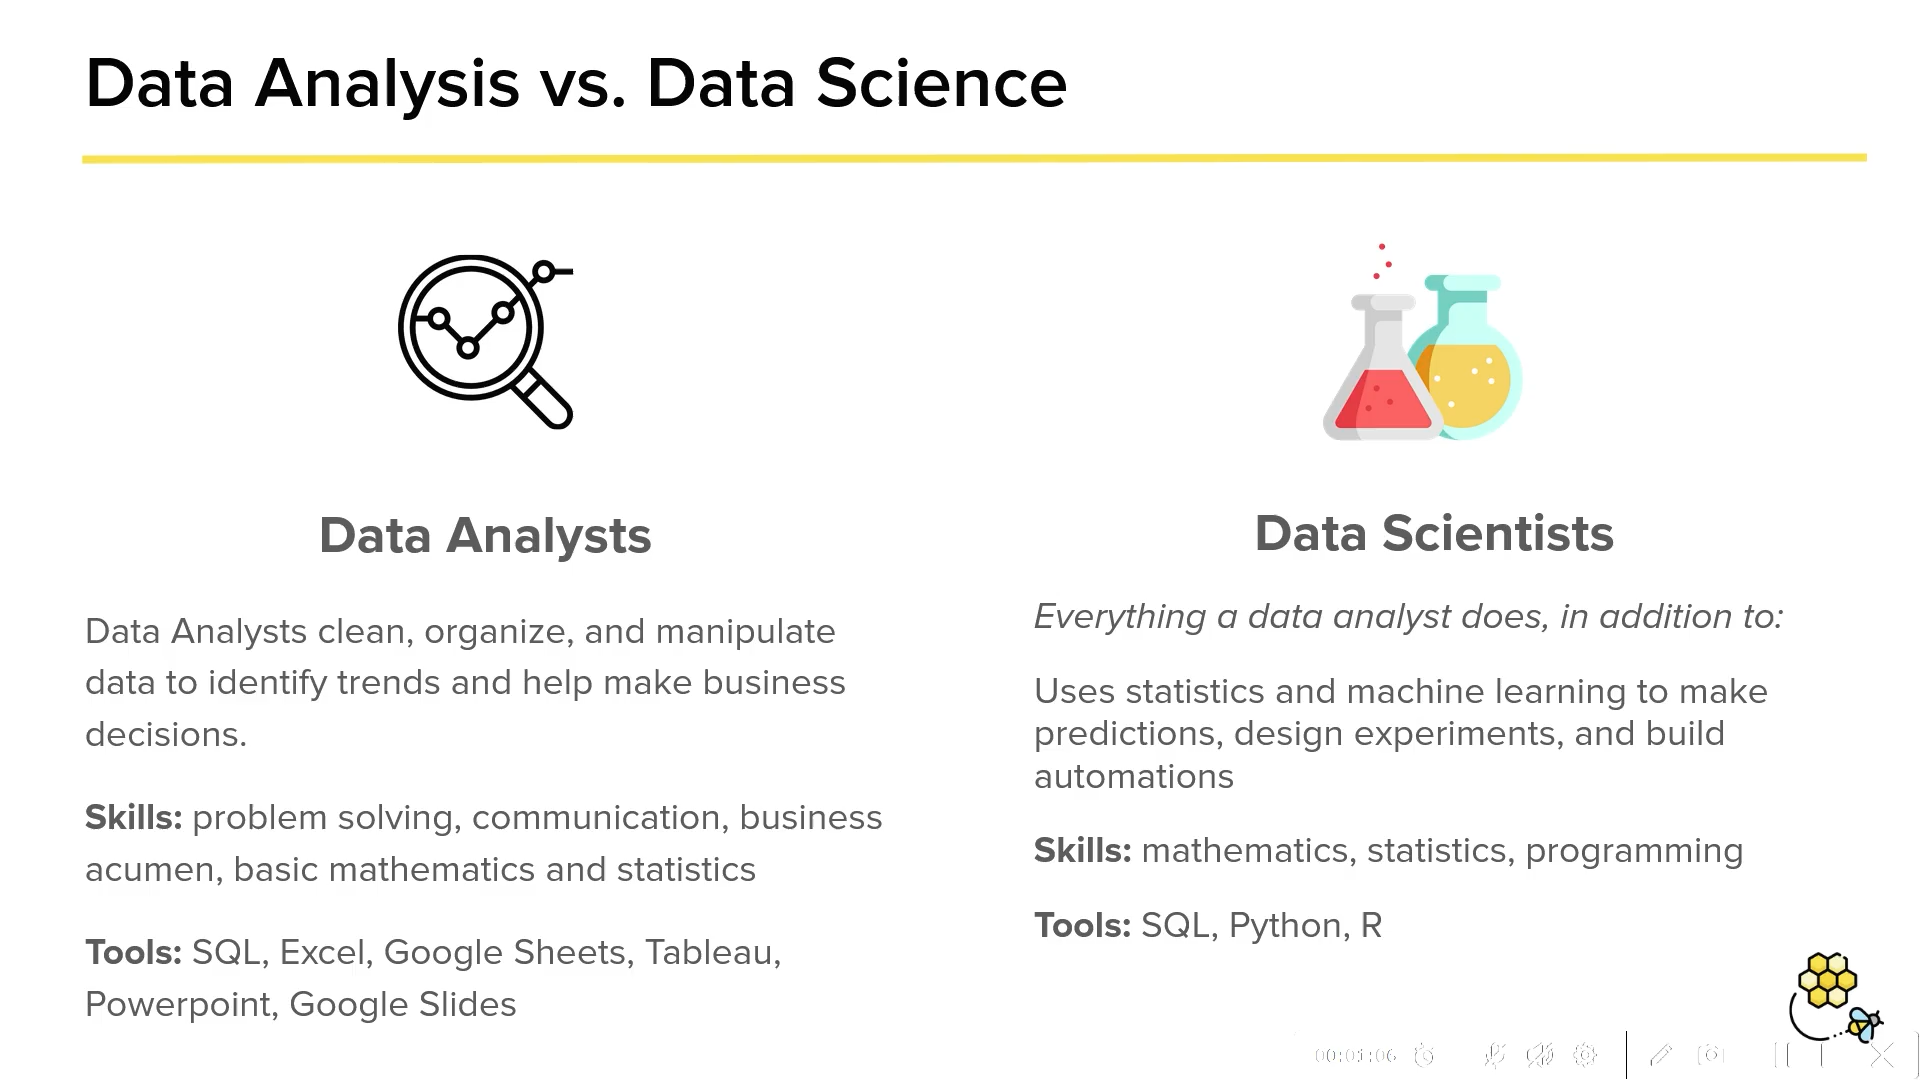 Data Analysis vs. Data Science
Data Analysts
Data Analysts clean, organize, and manipulate
data to identify trends and help make business
decisions.
Skills: problem solving, communication, business
acumen, basic mathematics and statistics
Tools: SQL, Excel, Google Sheets, Tableau,
Powerpoint, Google Slides
Data Scientists
Everything a data analyst does, in addition to:
Uses statistics and machine learning to make
predictions, design experiments, and build
automations
Skills: mathematics, statistics, programming
Tools: SQL, Python, R
00:01:06